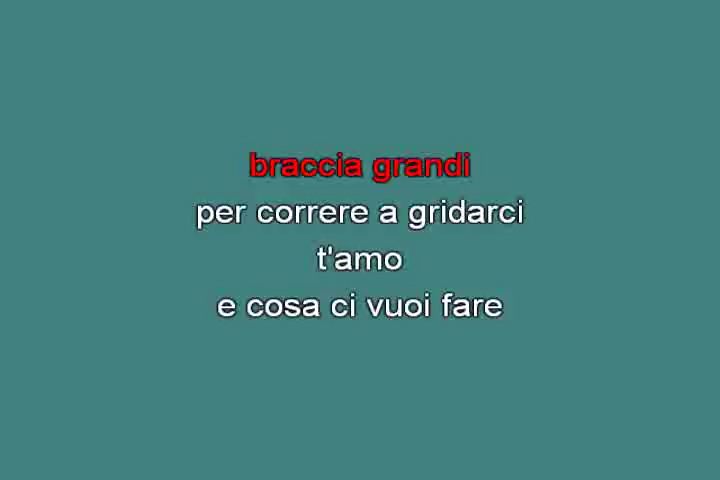 braccia grandi
per correre a gridarci
t'amo
e cosa ci vuoi fare